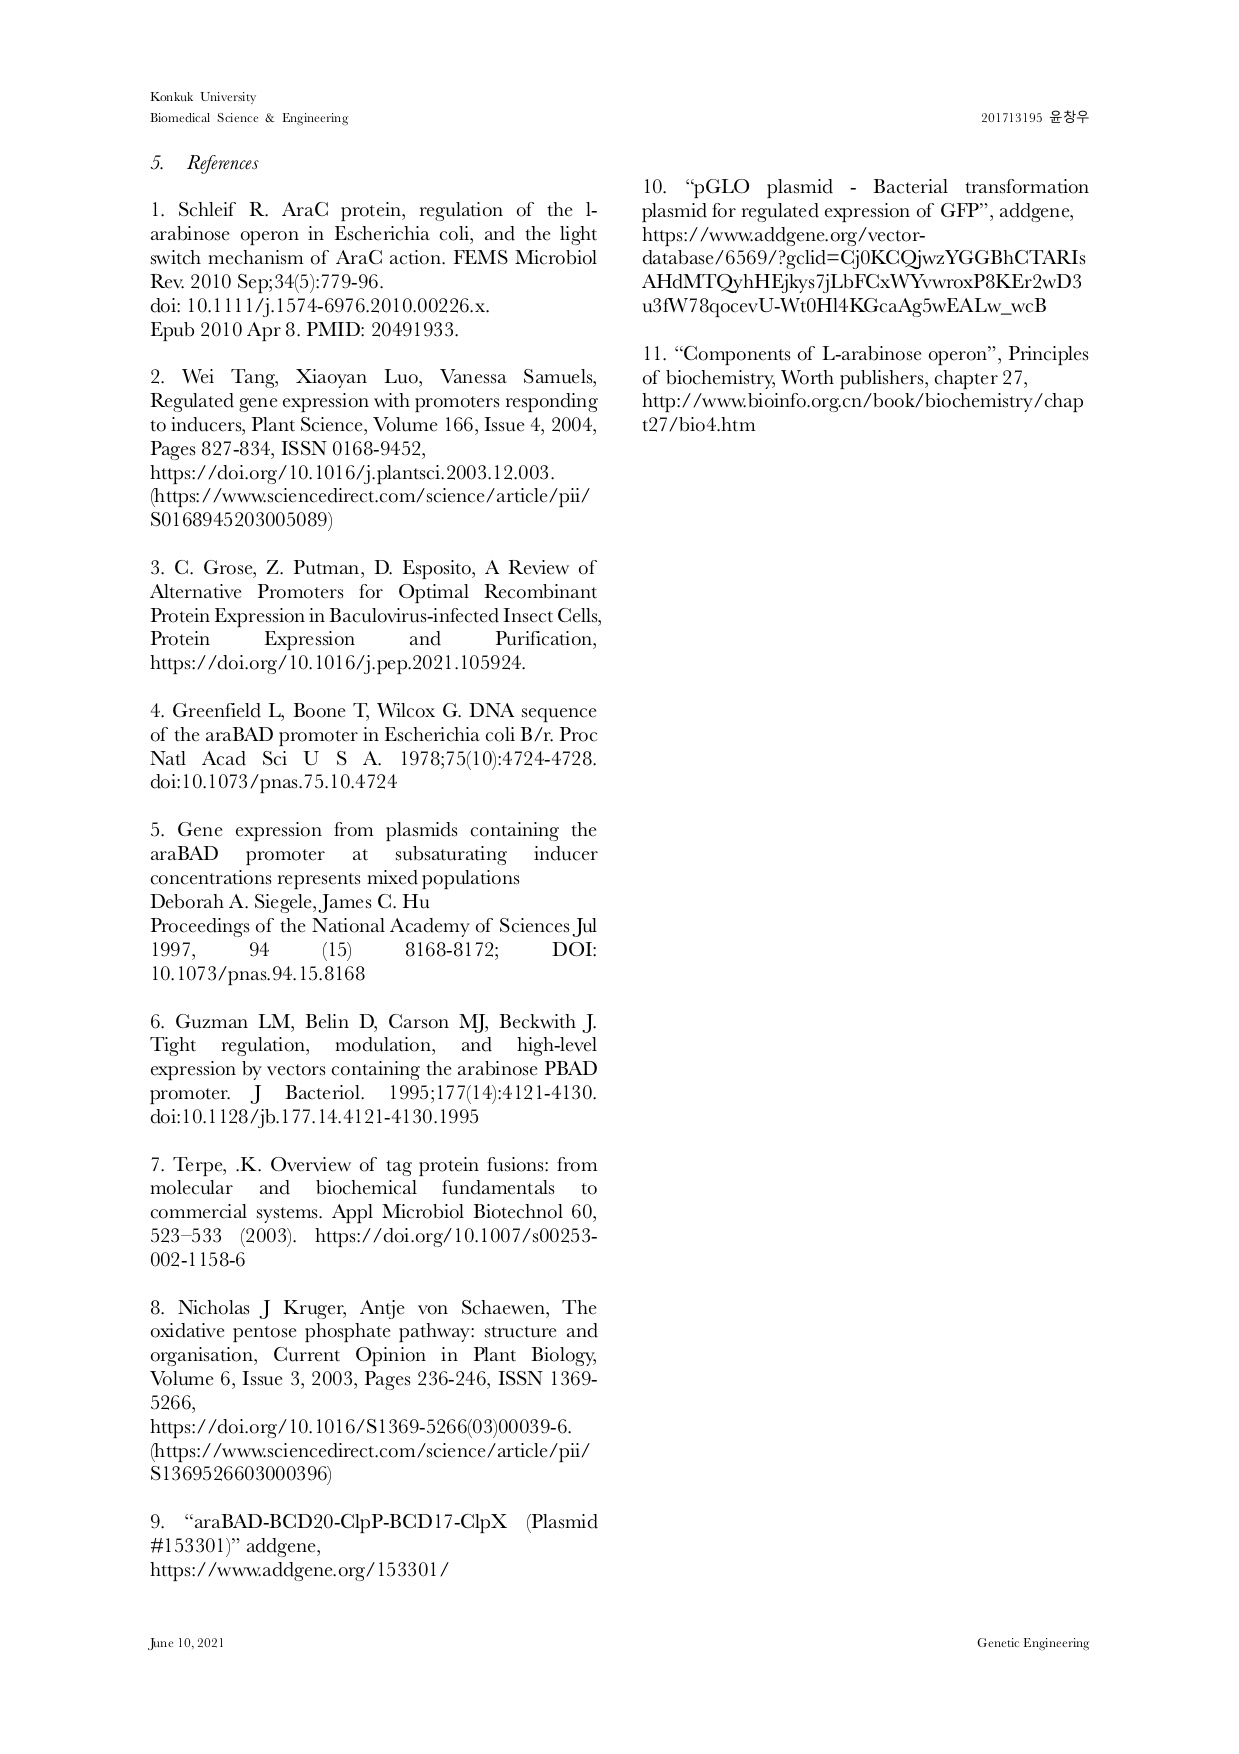 Konkuk University
Biomedical Science & Engineering
201713195 윤창우
5. References
1. Schleif R. AraC protein, regulation of the l-
arabinose operon in Escherichia coli, and the light
switch mechanism of AraC action. FEMS Microbiol
Rev. 2010 Sep;34(5):779-96.
doi: 10.1111/j.1574-6976.2010.00226.x.
Epub 2010 Apr 8. PMID: 20491933.
2. Wei Tang, Xiaoyan Luo, Vanessa Samuels,
Regulated gene expression with promoters responding
to inducers, Plant Science, Volume 166, Issue 4, 2004,
Pages 827-834, ISSN 0168-9452,
https://doi.org/10.1016/j.plantsci.2003.12.003.
(https://www.sciencedirect.com/science/article/pii/
S0168945203005089)
3. C. Grose, Z. Putman, D. Esposito, A Review of
Alternative Promoters for Optimal Recombinant
Protein Expression in Baculovirus-infected Insect Cells,
Protein Expression and Purification,
https://doi.org/10.1016/j.pep.2021.105924.
4. Greenfield L, Boone T, Wilcox G. DNA sequence
of the araBAD promoter in Escherichia coli B/r. Proc
Natl Acad Sci U S A. 1978;75(10):4724-4728.
doi:10.1073/pnas.75.10.4724
5. Gene expression from plasmids containing the
araBAD promoter at subsaturating inducer
concentrations represents mixed populations
Deborah A. Siegele, James C. Hu
Proceedings of the National Academy of Sciences Jul
1997, 94 (15) 8168-8172; DOI:
10.1073/pnas.94.15.8168
6. Guzman LM, Belin D, Carson MJ, Beckwith J.
Tight regulation, modulation, and high-level
expression by vectors containing the arabinose PBAD
promoter. J Bacteriol. 1995;177(14):4121-4130.
doi:10.1128/jb.177.14.4121-4130.1995
7. Terpe, .K. Overview of tag protein fusions: from
molecular and biochemical fundamentals to
commercial systems. Appl Microbiol Biotechnol 60,
523–533 (2003). https://doi.org/10.1007/s00253-
002-1158-6
8. Nicholas J Kruger, Antje von Schaewen, The
oxidative pentose phosphate pathway: structure and
organisation, Current Opinion in Plant Biology,
Volume 6, Issue 3, 2003, Pages 236-246, ISSN 1369-
5266,
https://doi.org/10.1016/S1369-5266(03)00039-6.
(https://www.sciencedirect.com/science/article/pii/
S1369526603000396)
9. “araBAD-BCD20-ClpP-BCD17-ClpX (Plasmid
#153301)” addgene,
https://www.addgene.org/153301/
10. “pGLO plasmid - Bacterial transformation
plasmid for regulated expression of GFP”, addgene,
https://www.addgene.org/vector-
database/6569/?gclid=Cj0KCQjwzYGGBhCTARIs
AHdMTQyhHEjkys7jLbFCxWYvwroxP8KEr2wD3
u3fW78qocevU-Wt0Hl4KGcaAg5wEALw_wcB
11. “Components of L-arabinose operon”, Principles
of biochemistry, Worth publishers, chapter 27,
http://www.bioinfo.org.cn/book/biochemistry/chap
t27/bio4.htm
June 10, 2021
Genetic Engineering